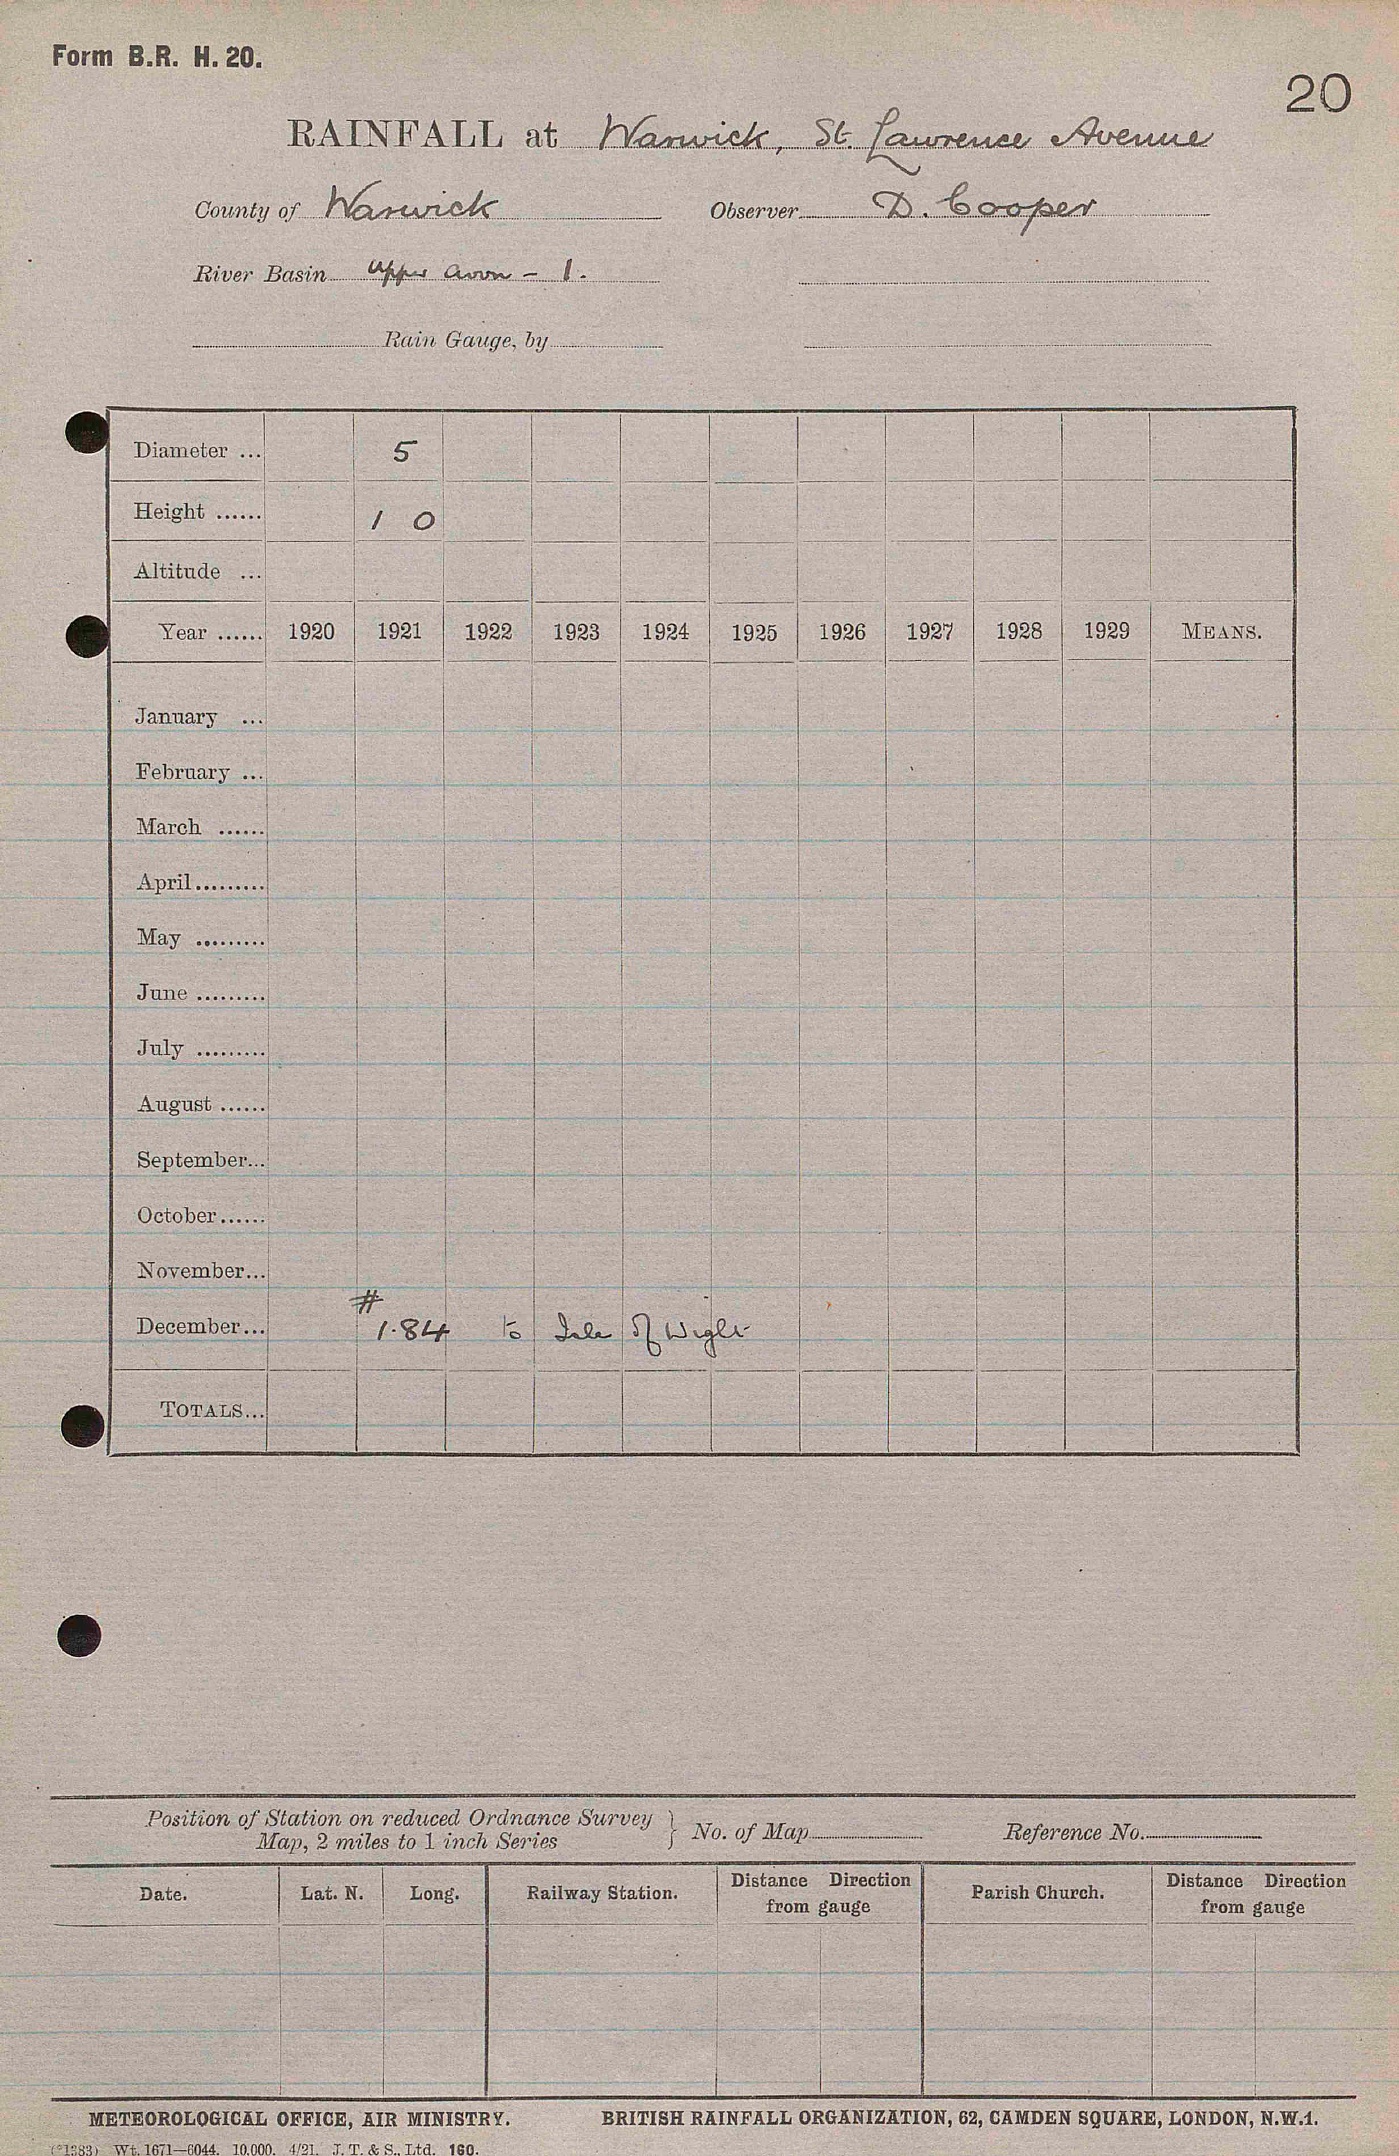 Form B.R. H. 20.
20
RAINFALL at Warwick, St. Lawrence Avenue
County of Warwick Observer D. Cooper
River Basin Upper Avon – 1.
Rain Gauge, by
Diameter ... 5
Height ...... 1 0
Altitude ...
Year ...... 1920 1921 1922 1923 1924 1925 1926 1927 1928 1929 MEANS.
January ...
February ...
March ......
April.........
May .........
June .........
July .........
August ......
September...
October......
November...
#
December... 1.84 to Isle of Wight
TOTALS...
Position of Station on reduced Ordnance Survey
Map, 2 miles to 1 inch Series } No. of Map Reference No.
Date. Lat. N. Long. Railway Station. Distance Direction from gauge Parish Church. Distance Direction from gauge
METEOROLOGICAL OFFICE, AIR MINISTRY. BRITISH RAINFALL ORGANIZATION, 62, CAMDEN SQUARE, LONDON, N.W.1.
Wt. 1671—6044. 10,000. 4/21. J. T. & S., Ltd. 160.